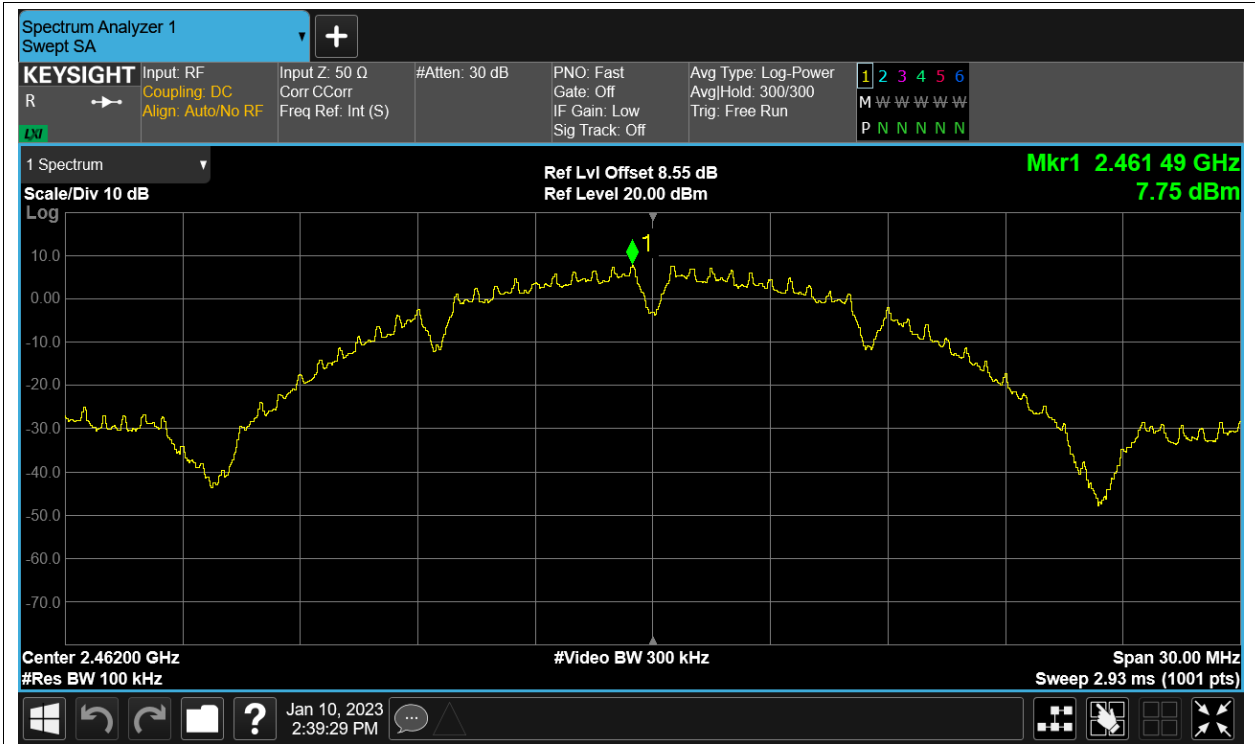 Spectrum Analyzer 1
Swept SA
KEYSIGHT
R
LXI
Input: RF
Coupling: DC
Align: Auto/No RF
Input Z: 50 Ω
Corr CCorr
Freq Ref: Int (S)
#Atten: 30 dB
PNO: Fast
Gate: Off
IF Gain: Low
Sig Track: Off
Avg Type: Log-Power
Avg|Hold: 300/300
Trig: Free Run
1 2 3 4 5 6
M W W W W W
P N N N N N
1 Spectrum
Scale/Div 10 dB
Log
Ref Lvl Offset 8.55 dB
Ref Level 20.00 dBm
Mkr1 2.461 49 GHz
7.75 dBm
1
10.0
0.00
-10.0
-20.0
-30.0
-40.0
-50.0
-60.0
-70.0
Center 2.46200 GHz
#Res BW 100 kHz
#Video BW 300 kHz
Span 30.00 MHz
Sweep 2.93 ms (1001 pts)
?
Jan 10, 2023
2:39:29 PM